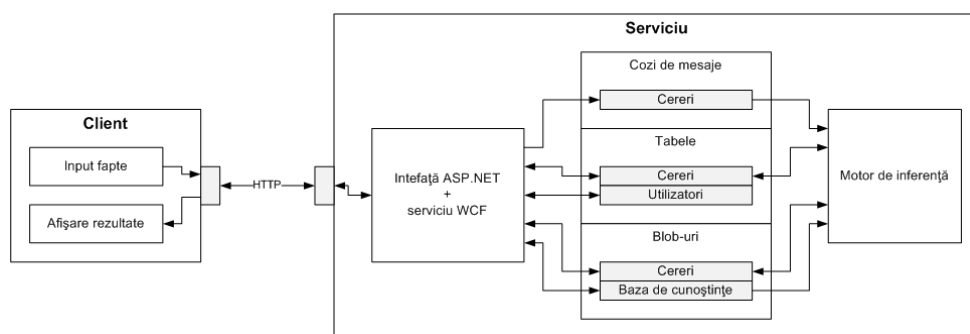 Serviciu
Cozi de mesaje
Cereri
Client
Input fapte
Afişare rezultate
HTTP
Intefaţă ASP.NET
+
serviciu WCF
Tabele
Cereri
Utilizatori
Motor de inferenţă
Blob-uri
Cereri
Baza de cunoştinţe